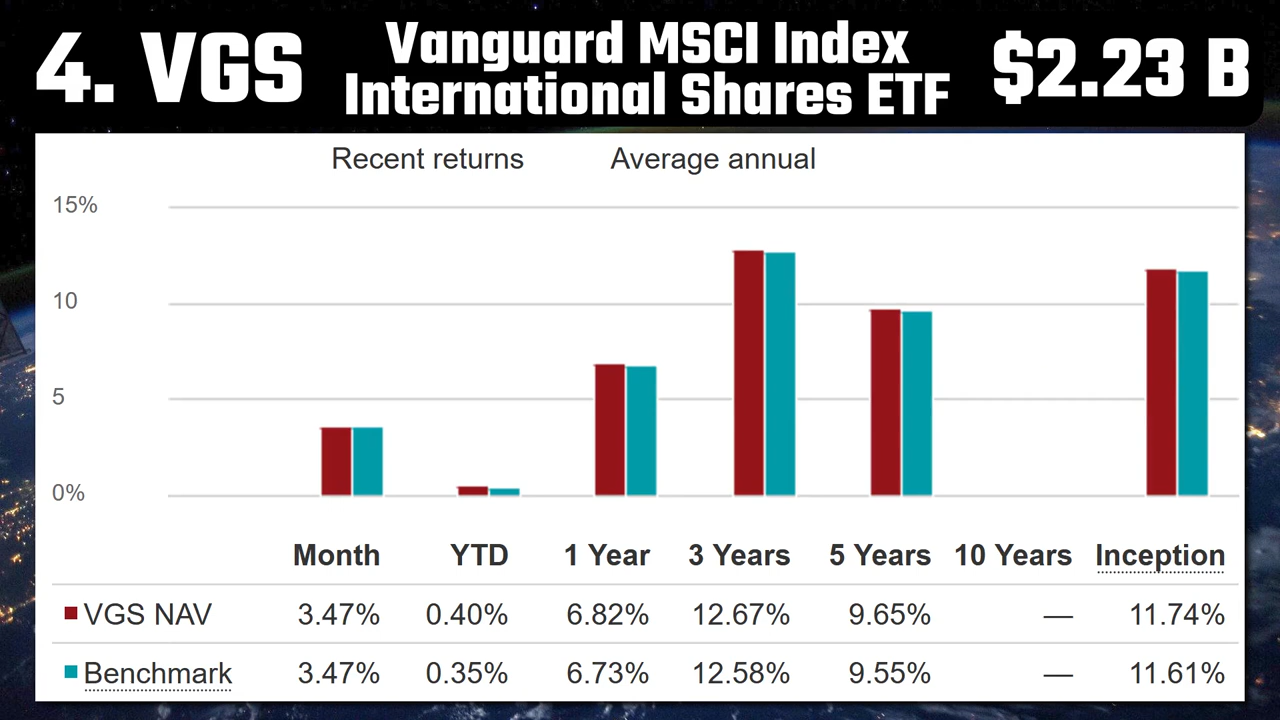 4. VGS
Vanguard MSCI Index
International Shares ETF
$2.23 B
Recent returns Average annual
15%
10
5
0%
Month YTD 1 Year 3 Years 5 Years 10 Years Inception
VGS NAV 3.47% 0.40% 6.82% 12.67% 9.65% — 11.74%
Benchmark 3.47% 0.35% 6.73% 12.58% 9.55% — 11.61%